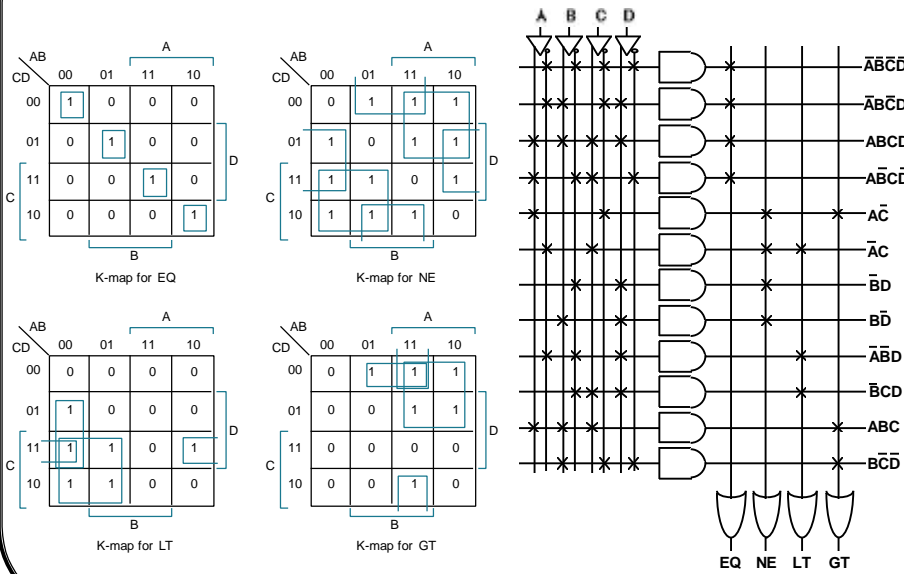 A B C D
A
AB
CD 00 01 11 10
00 1 0 0 0
01 0 1 0 0
D
C
11 0 0 1 0
10 0 0 0 1
B
K-map for EQ
A
AB
CD 00 01 11 10
00 0 1 1 1
01 1 0 1 1
D
C
11 1 1 0 1
10 1 1 1 0
B
K-map for NE
A
AB
CD 00 01 11 10
00 0 0 0 0
01 1 0 0 0
D
C
11 1 1 0 1
10 1 1 0 0
B
K-map for LT
A
AB
CD 00 01 11 10
00 0 1 1 1
01 0 0 1 1
D
C
11 0 0 0 0
10 0 0 1 0
B
K-map for GT
ĀB̄C̄D̄
ĀBC̄D
ABCD
AB̄CD̄
AC̄
ĀC
B̄D
BD̄
ĀB̄D
B̄CD
ABC
BC̄D̄
EQ NE LT GT